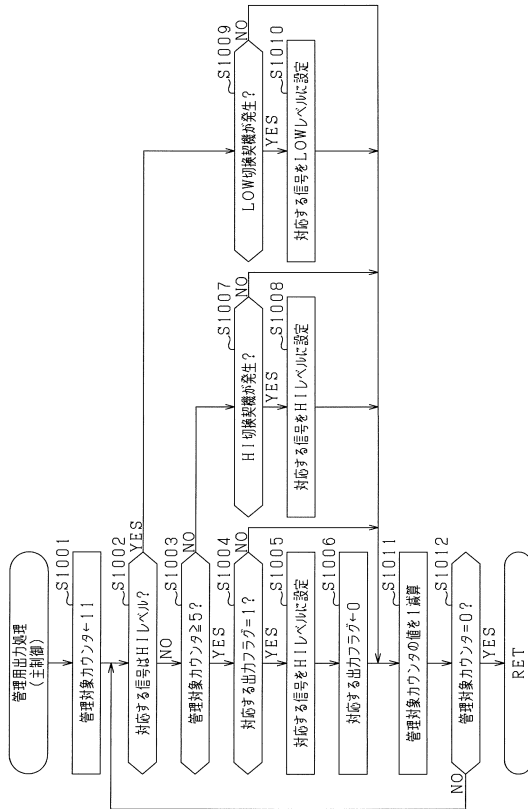 管理用出力処理
(主制御)
S1001
管理対象カウンタ←11
S1002
対応する信号はHIレベル?
YES
NO
S1003
管理対象カウンタ≧5?
NO
YES
S1004
対応する出力フラグ=1?
NO
YES
S1005
対応する信号をHIレベルに設定
S1006
対応する出力フラグ←0
S1007
HI切換契機が発生?
NO
YES
S1008
対応する信号をHIレベルに設定
S1009
LOW切換契機が発生?
NO
YES
S1010
対応する信号をLOWレベルに設定
S1011
管理対象カウンタの値を1減算
S1012
管理対象カウンタ=0?
NO
YES
RET